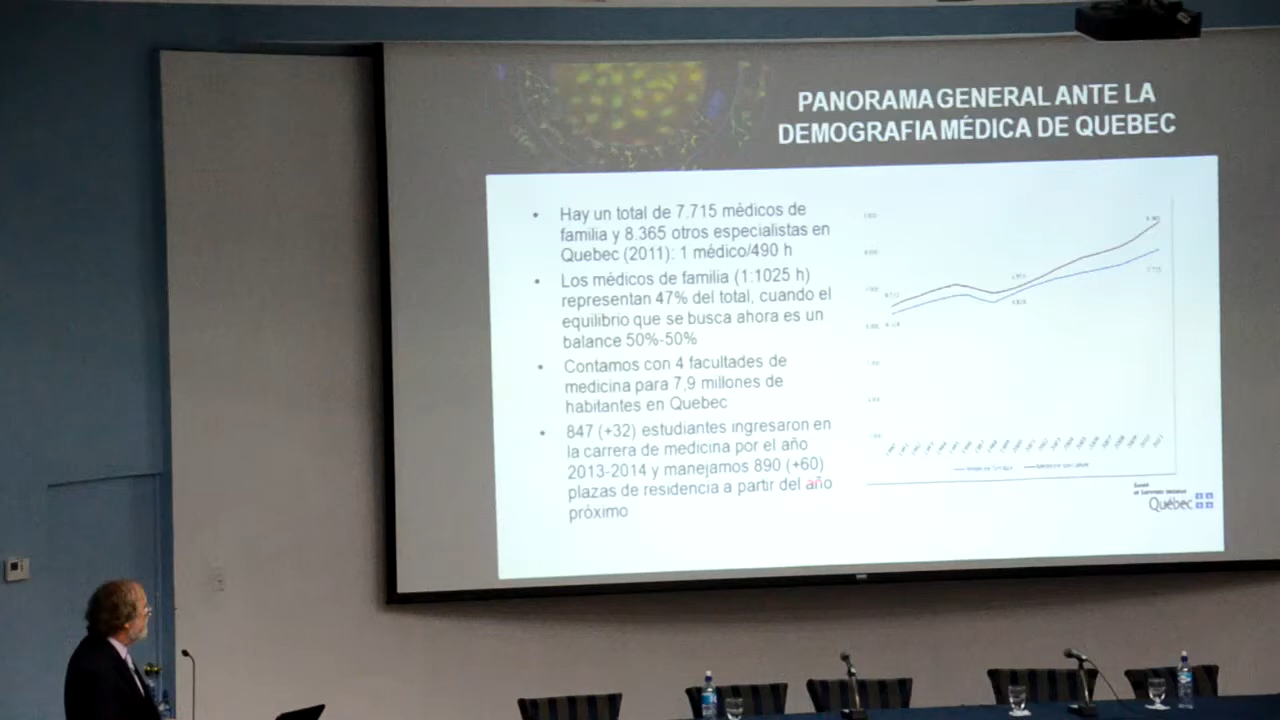 PANORAMA GENERAL ANTE LA
DEMOGRAFIA MÉDICA DE QUEBEC
• Hay un total de 7.715 médicos de
familia y 8.365 otros especialistas en
Quebec (2011): 1 médico/490 h
• Los médicos de familia (1:1025 h)
representan 47% del total, cuando el
equilibrio que se busca ahora es un
balance 50%-50%
• Contamos con 4 facultades de
medicina para 7,9 millones de
habitantes en Quebec
• 847 (+32) estudiantes ingresaron en
la carrera de medicina por el año
2013-2014 y manejamos 890 (+60)
plazas de residencia a partir del año
próximo
Québec